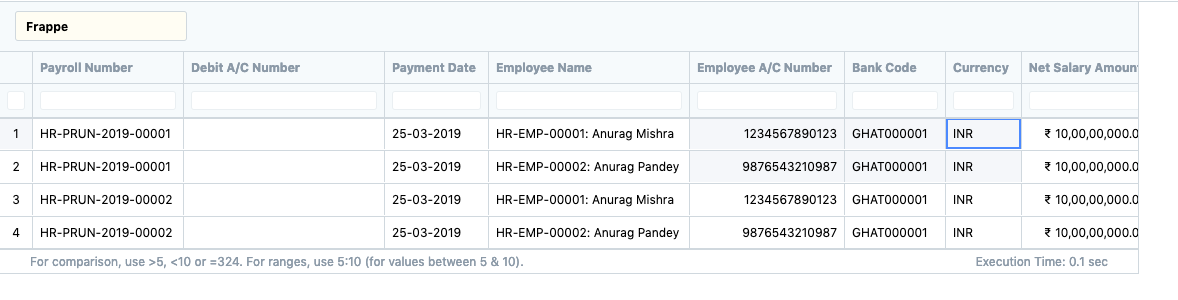 Frappe
Payroll Number Debit A/C Number Payment Date Employee Name Employee A/C Number Bank Code Currency Net Salary Amoun
1 HR-PRUN-2019-00001 25-03-2019 HR-EMP-00001: Anurag Mishra 1234567890123 GHAT000001 INR ₹ 10,00,00,000.0
2 HR-PRUN-2019-00001 25-03-2019 HR-EMP-00002: Anurag Pandey 9876543210987 GHAT000001 INR ₹ 10,00,00,000.0
3 HR-PRUN-2019-00002 25-03-2019 HR-EMP-00001: Anurag Mishra 1234567890123 GHAT000001 INR ₹ 10,00,00,000.0
4 HR-PRUN-2019-00002 25-03-2019 HR-EMP-00002: Anurag Pandey 9876543210987 GHAT000001 INR ₹ 10,00,00,000.0
For comparison, use >5, <10 or =324. For ranges, use 5:10 (for values between 5 & 10). Execution Time: 0.1 sec